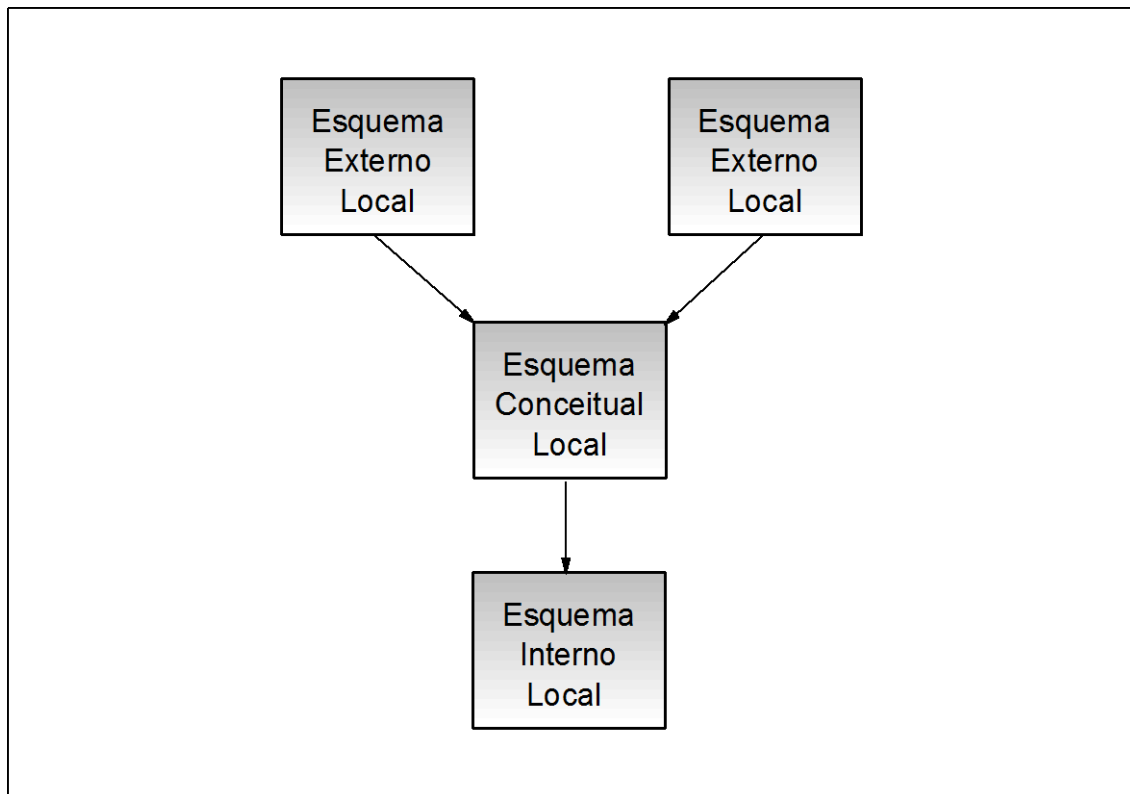 Esquema
Externo
Local
Esquema
Externo
Local
Esquema
Conceitual
Local
Esquema
Interno
Local